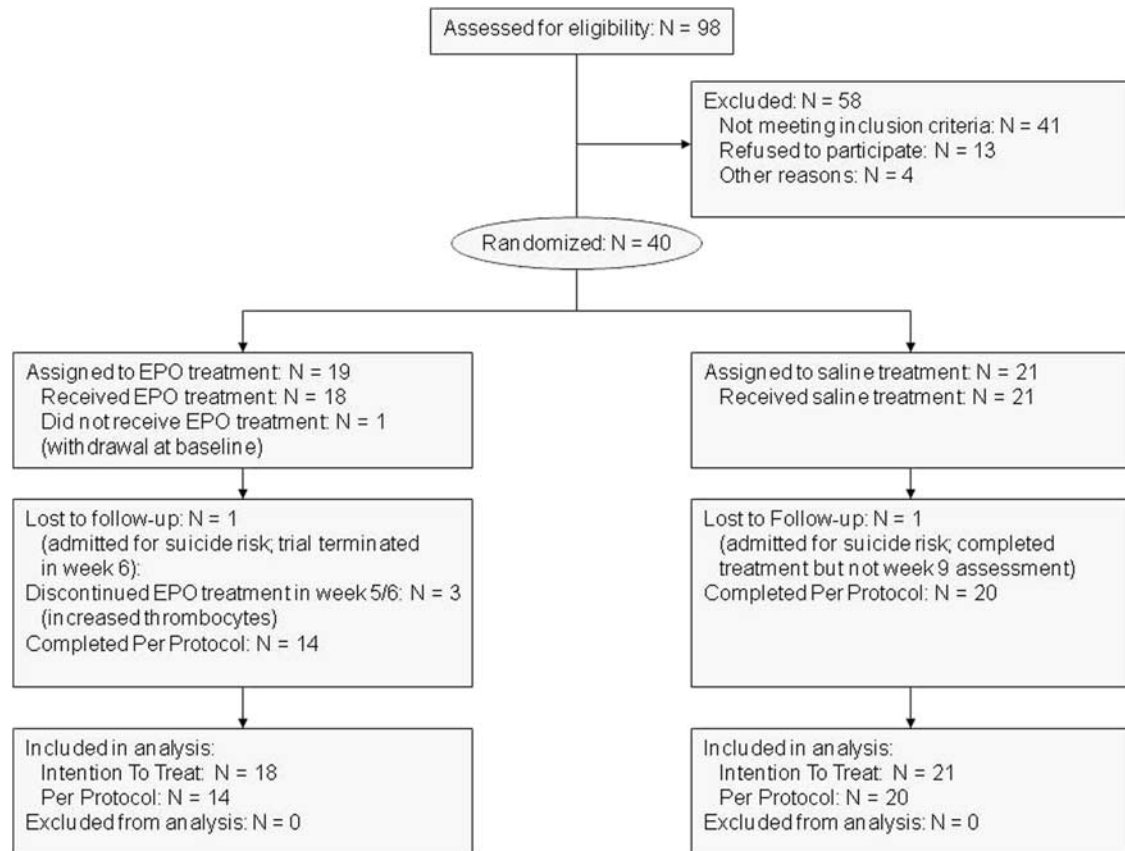 Assessed for eligibility: N = 98
Excluded: N = 58
Not meeting inclusion criteria: N = 41
Refused to participate: N = 13
Other reasons: N = 4
Randomized: N = 40
Assigned to EPO treatment: N = 19
Received EPO treatment: N = 18
Did not receive EPO treatment: N = 1
(withdrawal at baseline)
Assigned to saline treatment: N = 21
Received saline treatment: N = 21
Lost to follow-up: N = 1
(admitted for suicide risk; trial terminated
in week 6):
Discontinued EPO treatment in week 5/6: N = 3
(increased thrombocytes)
Completed Per Protocol: N = 14
Lost to Follow-up: N = 1
(admitted for suicide risk; completed
treatment but not week 9 assessment)
Completed Per Protocol: N = 20
Included in analysis:
Intention To Treat: N = 18
Per Protocol: N = 14
Excluded from analysis: N = 0
Included in analysis:
Intention To Treat: N = 21
Per Protocol: N = 20
Excluded from analysis: N = 0